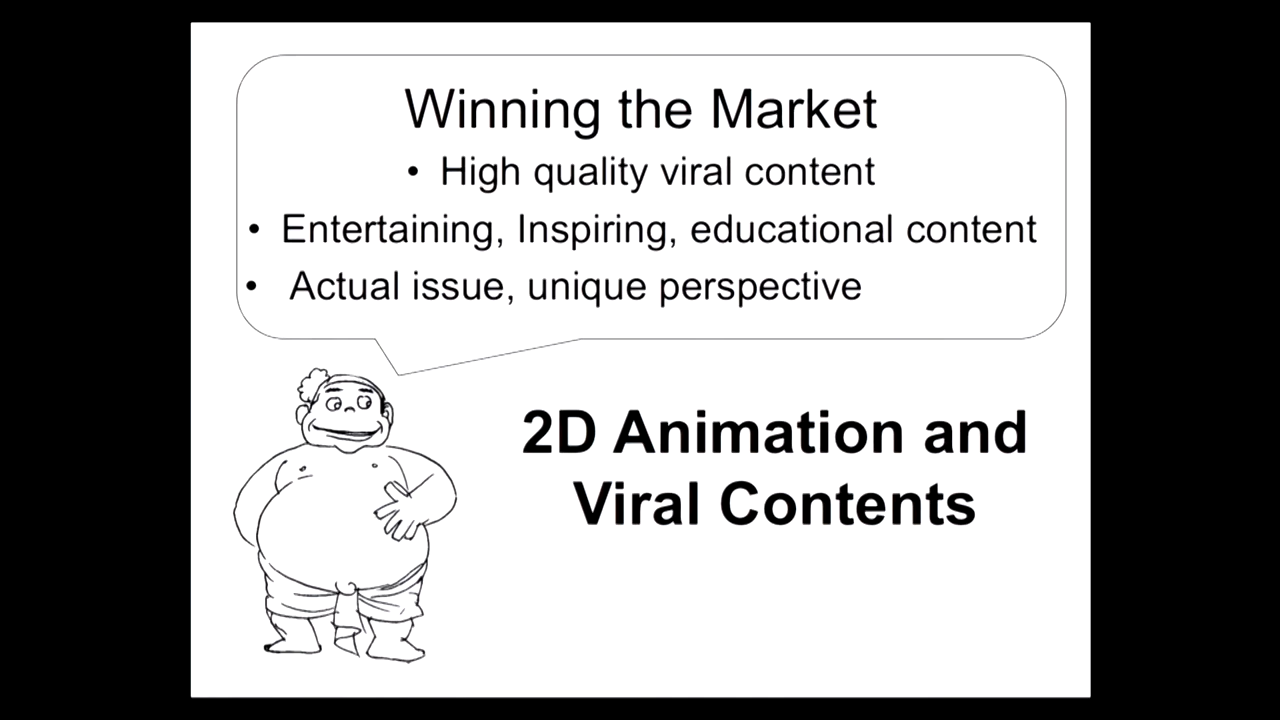 Winning the Market
• High quality viral content
• Entertaining, Inspiring, educational content
• Actual issue, unique perspective
2D Animation and
Viral Contents